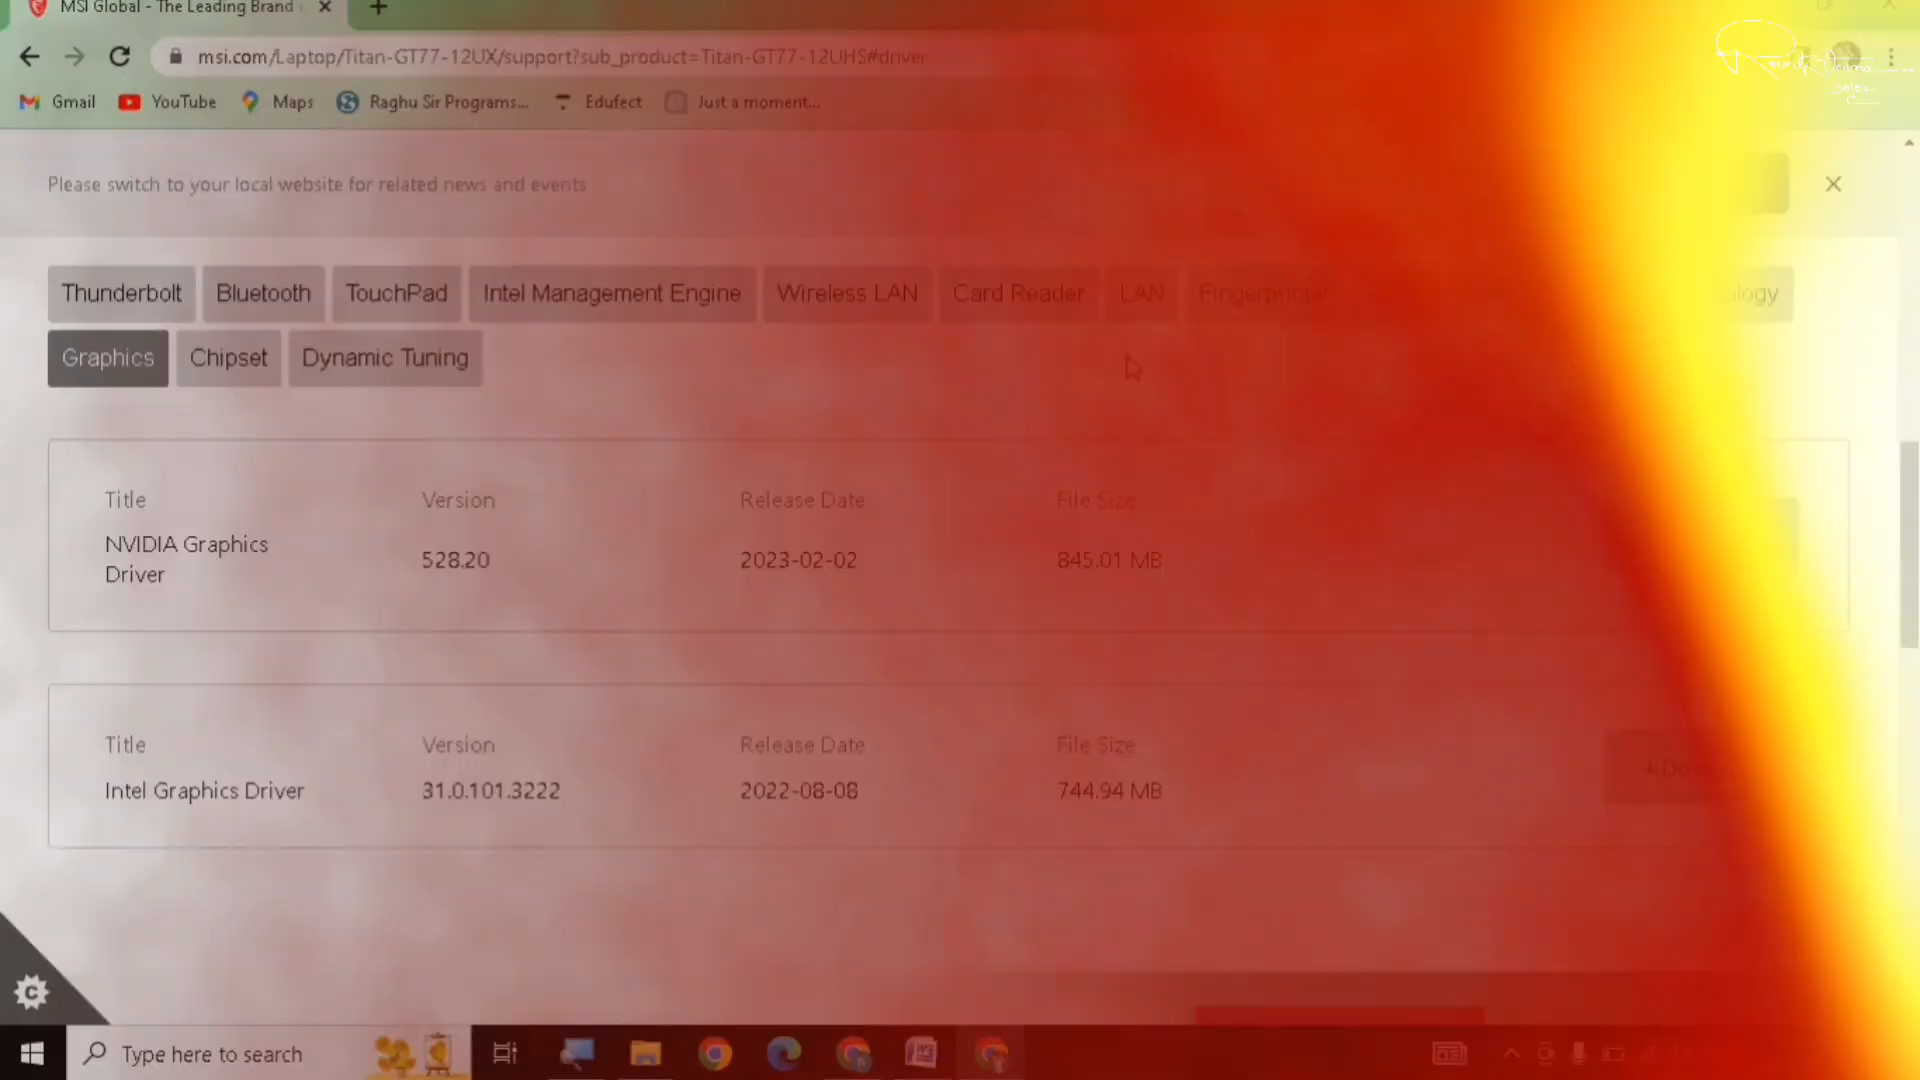 MSI Global - The Leading Brand
msi.com/Laptop/Titan-GT77-12UX/support?sub_product=Titan-GT77-12UHS#driver
Gmail YouTube Maps Raghu Sir Programs... Edufect Just a moment...
Please switch to your local website for related news and events
Thunderbolt Bluetooth TouchPad Intel Management Engine Wireless LAN Card Reader LAN Fingerprinter
Graphics Chipset Dynamic Tuning
Title Version Release Date File Size
NVIDIA Graphics
Driver
528.20 2023-02-02 845.01 MB
Title Version Release Date File Size
Intel Graphics Driver 31.0.101.3222 2022-08-08 744.94 MB
Type here to search